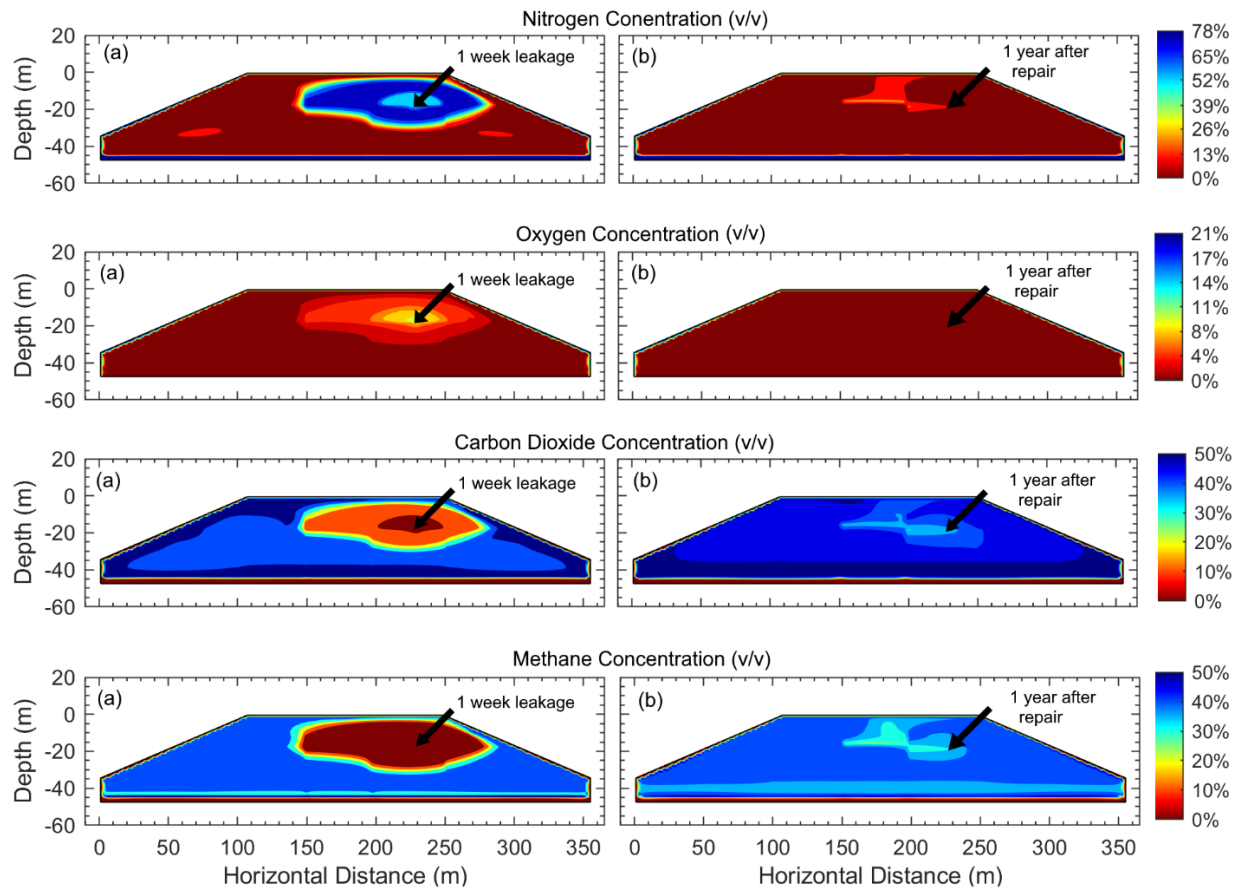 Nitrogen Conentration (v/v)
(a)
1 week leakage
(b)
1 year after
repair
20
0
-20
-40
-60
Depth (m)
78%
65%
52%
39%
26%
13%
0%
Oxygen Concentration (v/v)
(a)
1 week leakage
(b)
1 year after
repair
20
0
-20
-40
-60
Depth (m)
21%
17%
14%
11%
8%
4%
0%
Carbon Dioxide Concentration (v/v)
(a)
1 week leakage
(b)
1 year after
repair
20
0
-20
-40
-60
Depth (m)
50%
40%
30%
20%
10%
0%
Methane Concentration (v/v)
(a)
1 week leakage
(b)
1 year after
repair
20
0
-20
-40
-60
Depth (m)
50%
40%
30%
20%
10%
0%
0 50 100 150 200 250 300 350
0 50 100 150 200 250 300 350
Horizontal Distance (m)
Horizontal Distance (m)